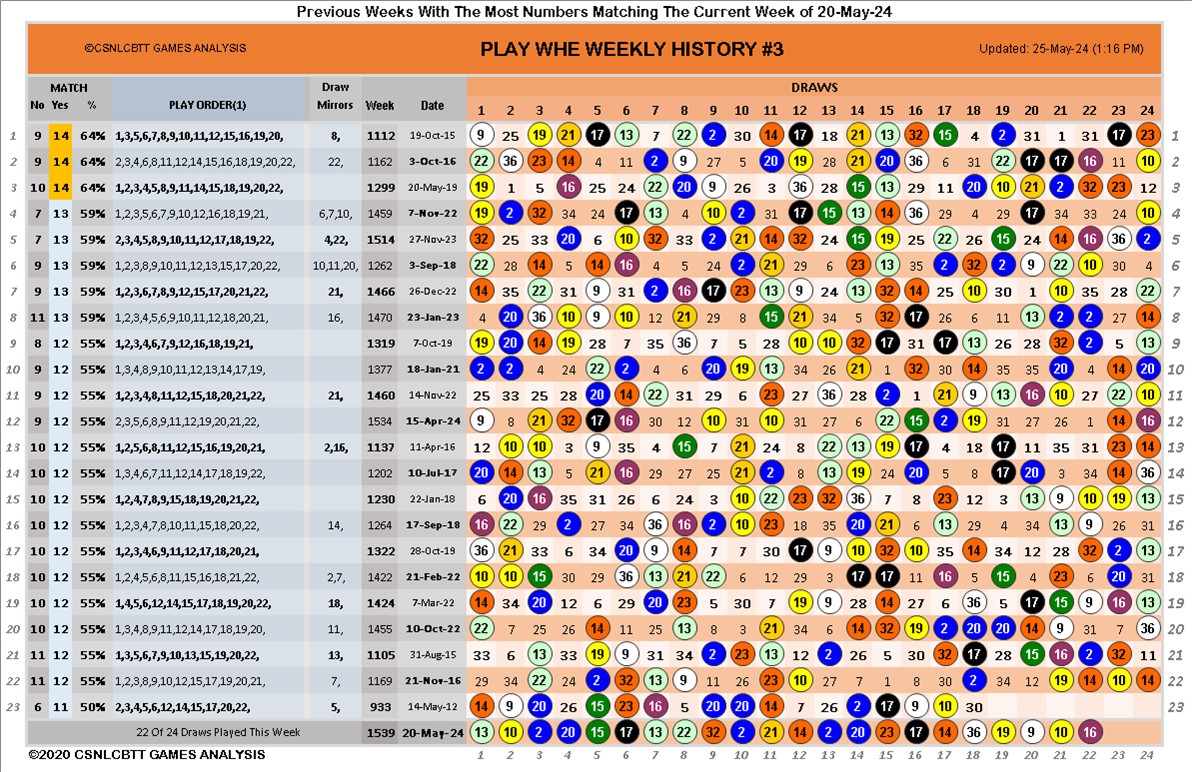 Previous Weeks With The Most Numbers Matching The Current Week of 20-May-24
©CSNLCBTT GAMES ANALYSIS PLAY WHE WEEKLY HISTORY #3 Updated: 25-May-24 (1:16 PM)
MATCH Draw DRAWS
No Yes % PLAY ORDER(1) Mirrors Week Date 1 2 3 4 5 6 7 8 9 10 11 12 13 14 15 16 17 18 19 20 21 22 23 24
1 9 14 64% 1,3,5,6,7,8,9,10,11,12,15,16,19,20, 8, 1112 19-Oct-15 9 25 19 21 17 13 7 22 2 30 14 17 18 21 13 32 15 4 2 31 1 31 17 23 1
2 9 14 64% 2,3,4,6,8,11,12,14,15,16,18,19,20,22, 22, 1162 3-Oct-16 22 36 23 14 4 11 2 9 27 5 20 19 28 21 20 36 6 31 22 17 17 16 11 10 2
3 10 14 64% 1,2,3,4,5,8,9,11,14,15,18,19,20,22, 1299 20-May-19 19 1 5 16 25 24 22 20 9 26 3 36 28 15 13 29 11 20 10 21 2 32 23 12 3
4 7 13 59% 1,2,3,5,6,7,9,10,12,16,18,19,21, 6,7,10, 1459 7-Nov-22 19 2 32 34 24 17 13 4 10 2 31 17 15 13 14 36 29 4 29 17 34 33 24 10 4
5 7 13 59% 2,3,4,5,8,10,11,12,17,18,19,22, 4,22, 1514 27-Nov-23 32 25 33 20 6 10 32 33 2 21 14 32 24 15 19 25 22 26 15 24 14 16 36 2 5
6 9 13 59% 1,2,3,8,9,10,11,12,13,15,17,20,22, 10,11,20, 1262 3-Sep-18 22 28 14 5 14 16 4 5 24 2 21 29 6 23 13 35 2 32 2 9 22 10 30 4 6
7 9 13 59% 1,2,3,6,7,8,9,12,15,17,20,21,22, 21, 1466 26-Dec-22 14 35 22 31 9 31 2 16 17 23 13 9 24 13 32 14 25 10 30 1 10 35 28 22 7
8 11 13 59% 1,2,3,4,5,6,9,10,11,12,18,20,21, 16, 1470 23-Jan-23 4 20 36 10 9 10 12 21 29 8 15 21 34 5 32 17 26 6 11 13 2 2 27 14 8
9 8 12 55% 1,2,3,4,6,7,9,12,16,18,19,21, 1319 7-Oct-19 19 20 14 19 28 7 35 36 7 5 28 10 10 32 17 31 17 13 26 28 32 2 5 13 9
10 9 12 55% 1,3,4,8,9,10,11,12,13,14,17,19, 1377 18-Jan-21 2 2 4 24 22 2 4 6 20 19 13 34 26 21 1 32 30 14 35 35 20 4 14 20 10
11 9 12 55% 1,2,3,4,8,11,12,15,18,20,21,22, 21, 1460 14-Nov-22 25 33 25 28 20 14 22 31 29 6 23 33 36 28 2 1 21 9 13 16 10 27 22 10 11
12 9 12 55% 2,3,5,6,8,11,12,16,19,20,21,22, 1534 15-Apr-24 9 8 21 32 17 16 12 29 10 31 10 31 27 6 22 15 2 19 31 27 26 1 14 16 12
13 10 12 55% 1,2,5,6,8,11,12,15,16,19,20,21, 2,16, 1137 11-Apr-16 12 10 10 3 9 35 4 15 7 21 24 8 22 13 19 17 4 18 17 11 35 34 23 14 13
14 10 12 55% 1,3,4,6,7,11,12,14,17,18,19,22, 1202 10-Jul-17 20 14 13 5 21 16 29 27 25 21 2 8 13 19 24 20 5 8 17 20 3 34 14 36 14
15 10 12 55% 1,2,4,7,8,9,15,18,19,20,21,22, 1230 22-Jan-18 6 20 16 35 31 26 6 24 3 10 22 23 32 36 7 8 23 12 3 13 9 10 19 13 15
16 10 12 55% 1,2,3,4,7,8,10,11,15,18,20,22, 14, 1264 17-Sep-18 16 22 29 2 27 34 36 16 2 10 23 18 35 20 21 6 13 29 4 34 13 9 26 31 16
17 10 12 55% 1,2,3,4,6,9,11,12,17,18,20,21, 1322 28-Oct-19 36 21 33 6 34 20 9 14 7 7 30 17 9 10 32 10 35 14 34 12 28 32 2 13 17
18 10 12 55% 1,2,4,5,6,8,11,15,16,18,21,22, 2,7, 1422 21-Feb-22 10 10 15 30 29 36 13 21 22 6 12 29 3 17 17 11 16 4 15 4 23 6 20 31 18
19 10 12 55% 1,4,5,6,12,14,15,17,18,19,20,22, 18, 1424 7-Mar-22 14 34 20 12 6 29 20 23 5 30 7 19 9 28 14 27 6 36 5 17 15 9 16 13 19
20 10 12 55% 1,3,4,8,9,11,12,14,17,18,19,20, 11, 1455 10-Oct-22 22 7 25 26 14 11 25 13 8 3 21 34 6 14 32 19 2 20 20 14 9 31 7 36 20
21 11 12 55% 1,3,5,6,7,9,10,13,15,19,20,22, 13, 1105 31-Aug-15 33 6 13 33 19 9 31 34 2 23 13 12 2 26 5 30 32 17 28 15 16 2 32 11 21
22 11 12 55% 1,2,3,4,5,8,10,12,14,18,20,21, 7, 1169 21-Nov-16 29 34 22 24 2 32 13 9 11 26 23 10 27 7 1 8 30 2 34 12 22 14 10 14 22
23 6 11 50% 2,3,4,5,6,12,14,15,17,20,22, 5, 933 14-May-12 14 9 20 26 15 23 16 5 20 20 14 7 26 2 17 9 10 30 23
22 Of 24 Draws Played This Week 1539 20-May-24 13 10 2 20 15 17 13 22 32 2 21 14 2 20 23 17 14 36 19 9 10 16
©2020 CSNLCBTT GAMES ANALYSIS 1 2 3 4 5 6 7 8 9 10 11 12 13 14 15 16 17 18 19 20 21 22 23 24